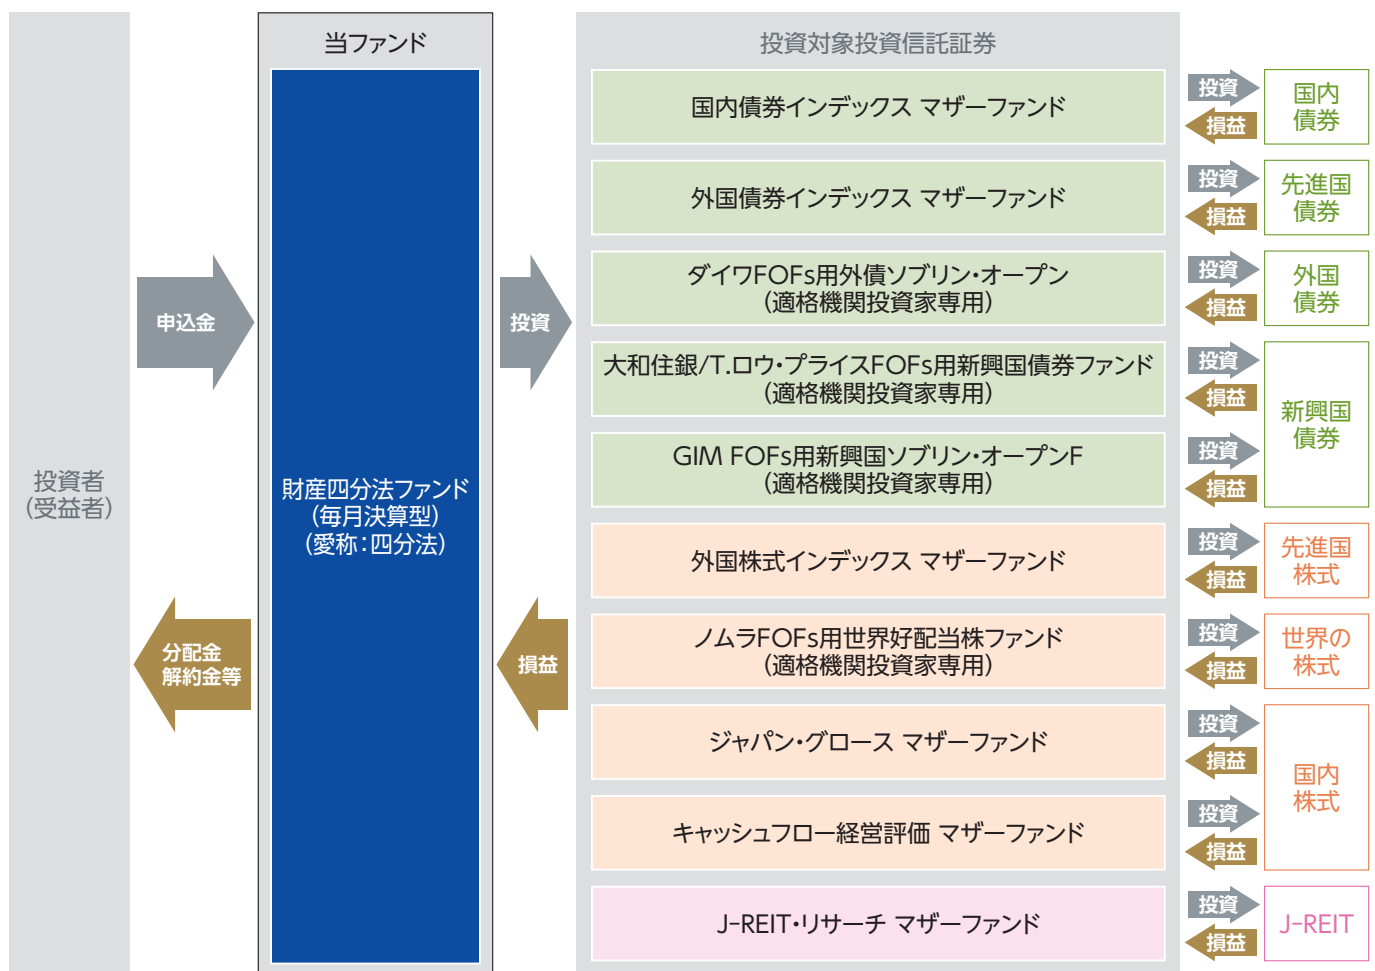 当ファンド
投資対象投資信託証券
投資者
(受益者)
申込金
分配金
解約金等
財産四分法ファンド
(毎月決算型)
(愛称：四分法)
投資
損益
国内債券インデックス マザーファンド
投資
損益
国内
債券
外国債券インデックス マザーファンド
投資
損益
先進国
債券
ダイワFOFs用外債ソブリン・オープン
(適格機関投資家専用)
投資
損益
外国
債券
大和住銀/T.ロウ・プライスFOFs用新興国債券ファンド
(適格機関投資家専用)
投資
損益
新興国
債券
GIM FOFs用新興国ソブリン・オープンF
(適格機関投資家専用)
投資
損益
外国株式インデックス マザーファンド
投資
損益
先進国
株式
ノムラFOFs用世界好配当株ファンド
(適格機関投資家専用)
投資
損益
世界の
株式
ジャパン・グロース マザーファンド
投資
損益
国内
株式
キャッシュフロー経営評価 マザーファンド
投資
損益
J-REIT・リサーチ マザーファンド
投資
損益
J-REIT